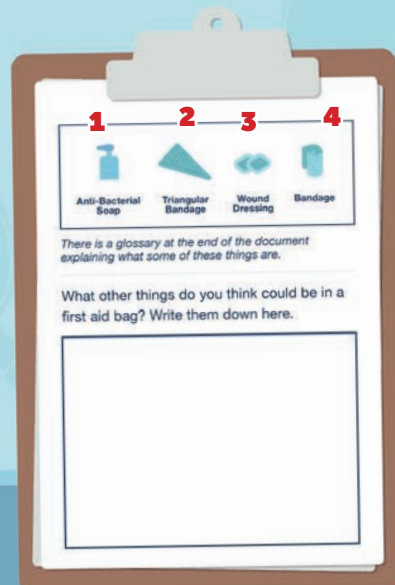 1 2 3 4
Anti-Bacterial Soap
Triangular Bandage
Wound Dressing
Bandage
There is a glossary at the end of the document
explaining what some of these things are.
What other things do you think could be in a
first aid bag? Write them down here.